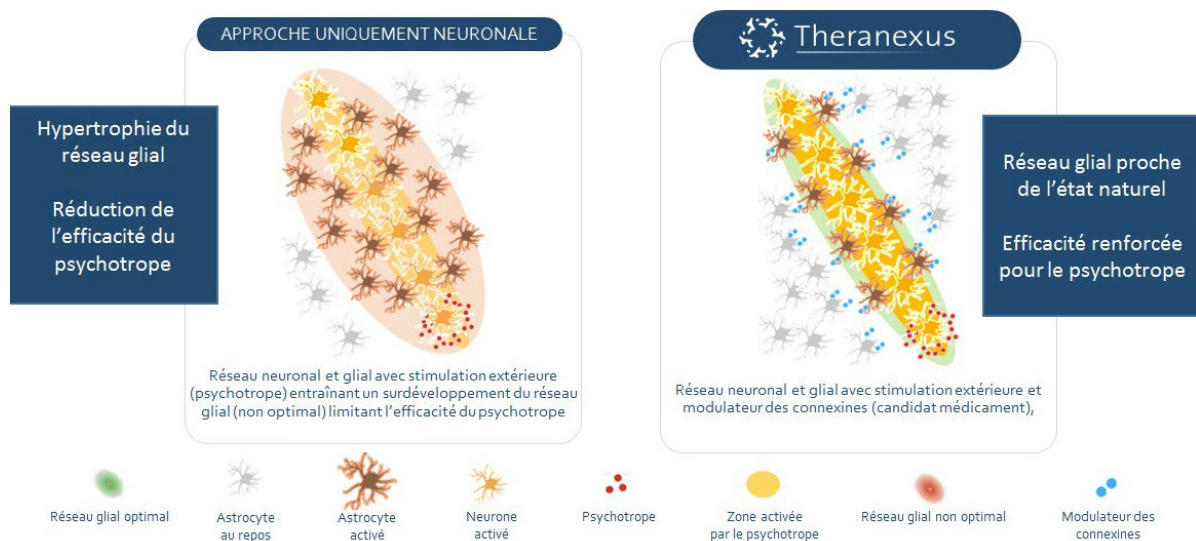 APPROCHE UNIQUEMENT NEURONALE
Theranexus
Hypertrophie du
réseau glial
Réduction de
l'efficacité du
psychotrope
Réseau glial proche
de l'état naturel
Efficacité renforcée
pour le psychotrope
Réseau neuronal et glial avec stimulation extérieure
(psychotrope) entraînant un surdéveloppement du réseau
glial (non optimal) limitant l'efficacité du psychotrope
Réseau neuronal et glial avec stimulation extérieure et
modulateur des connexines (candidat médicament),
Réseau glial optimal
Astrocyte
au repos
Astrocyte
activé
Neurone
activé
Psychotrope
Zone activée
par le psychotrope
Réseau glial non optimal
Modulateur des
connexines